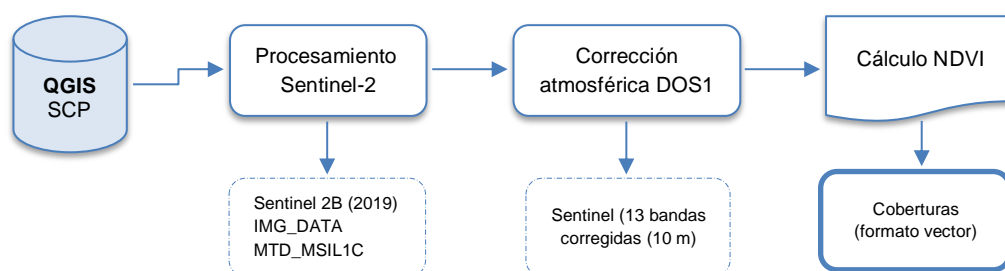 QGIS
SCP
Procesamiento
Sentinel-2
Corrección
atmosférica DOS1
Cálculo NDVI
Sentinel 2B (2019)
IMG_DATA
MTD_MSIL1C
Sentinel (13 bandas
corregidas (10 m)
Coberturas
(formato vector)